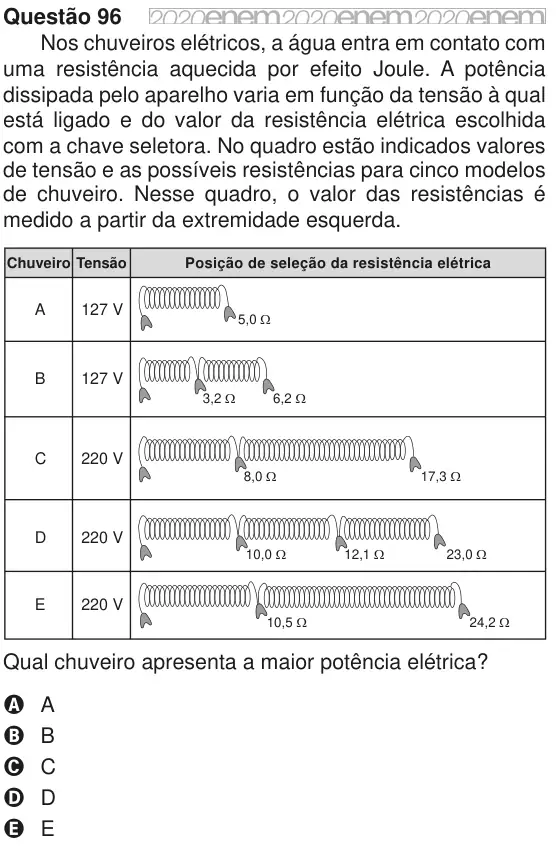 Questão 96 2020enem2020enem2020enem
Nos chuveiros elétricos, a água entra em contato com
uma resistência aquecida por efeito Joule. A potência
dissipada pelo aparelho varia em função da tensão à qual
está ligado e do valor da resistência elétrica escolhida
com a chave seletora. No quadro estão indicados valores
de tensão e as possíveis resistências para cinco modelos
de chuveiro. Nesse quadro, o valor das resistências é
medido a partir da extremidade esquerda.
Chuveiro Tensão Posição de seleção da resistência elétrica
A 127 V 5,0 Ω
B 127 V 3,2 Ω 6,2 Ω
C 220 V 8,0 Ω 17,3 Ω
D 220 V 10,0 Ω 12,1 Ω 23,0 Ω
E 220 V 10,5 Ω 24,2 Ω
Qual chuveiro apresenta a maior potência elétrica?
A A
B B
C C
D D
E E